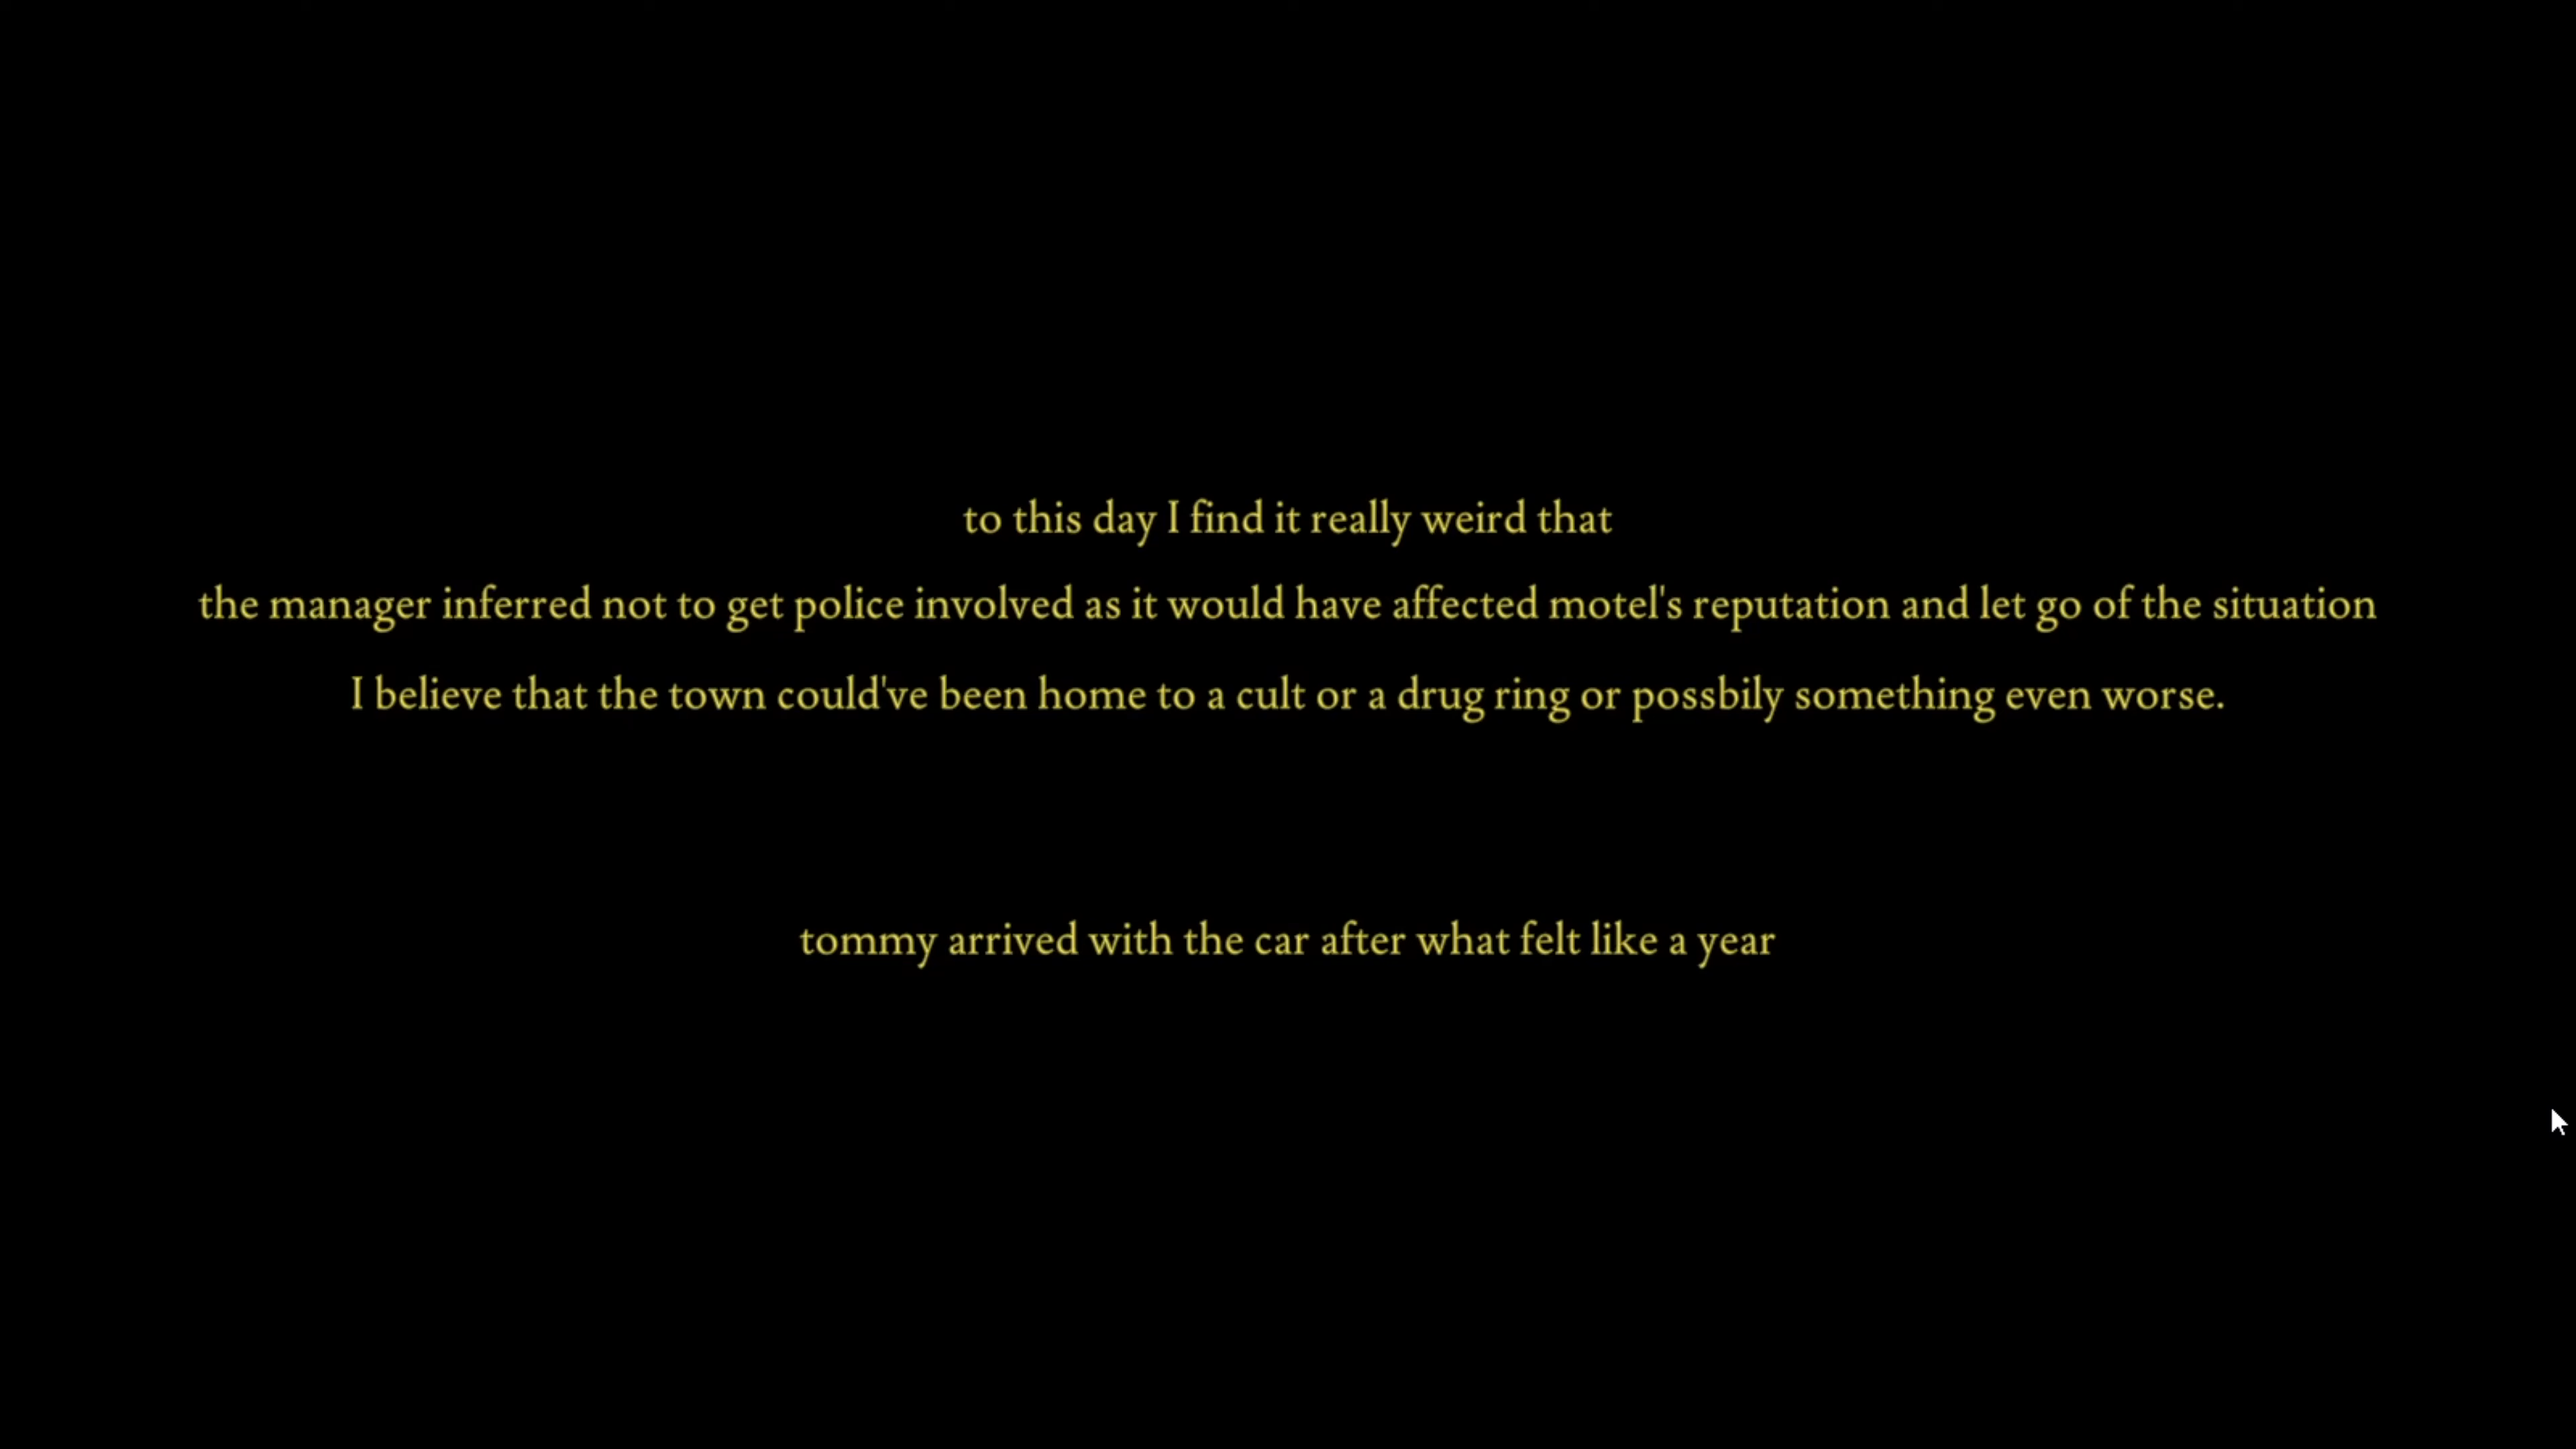 to this day I find it really weird that
the manager inferred not to get police involved as it would have affected motel's reputation and let go of the situation
I believe that the town could've been home to a cult or a drug ring or possbily something even worse.
tommy arrived with the car after what felt like a year